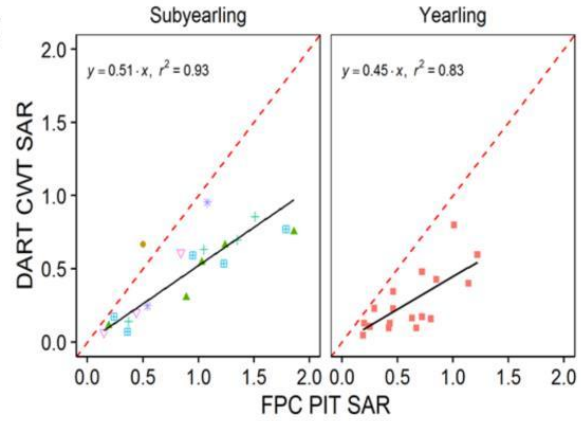 Subyearling
Yearling
y = 0.51 · x, r² = 0.93
y = 0.45 · x, r² = 0.83
DART CWT SAR
2.0
1.5
1.0
0.5
0.0
0.0 0.5 1.0 1.5 2.0
0.0 0.5 1.0 1.5 2.0
FPC PIT SAR